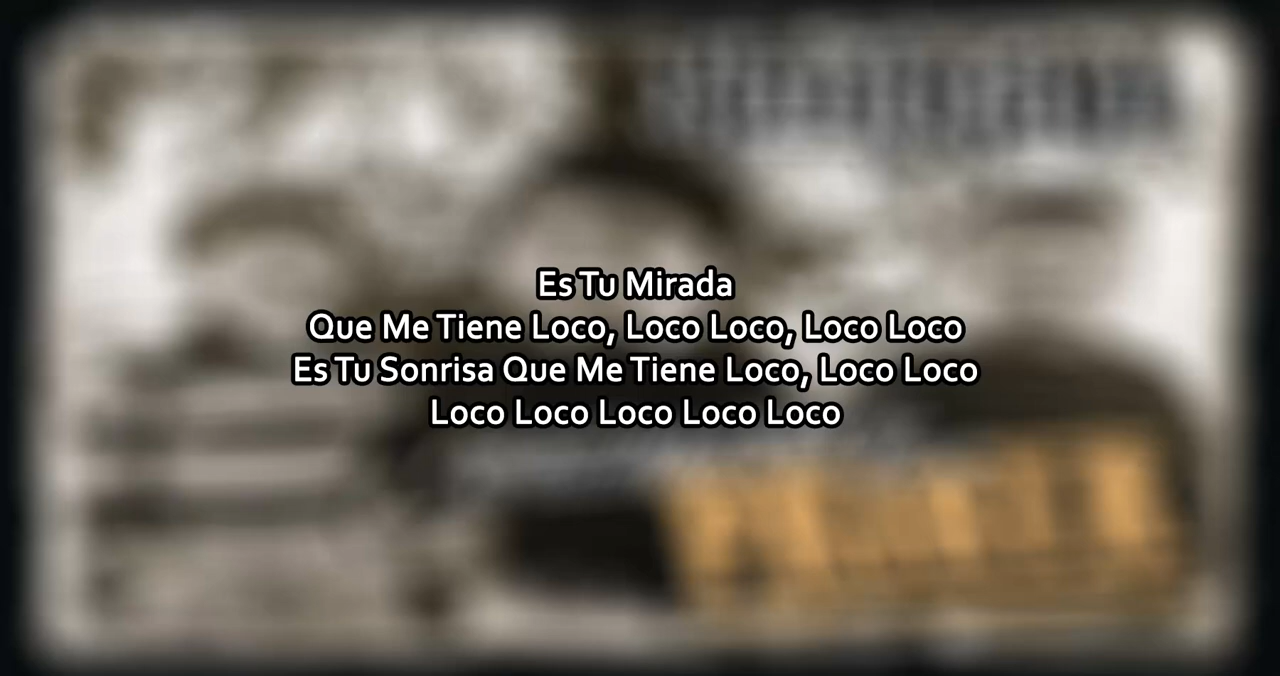 Es Tu Mirada
Que Me Tiene Loco, Loco Loco, Loco Loco
Es Tu Sonrisa Que Me Tiene Loco, Loco Loco
Loco Loco Loco Loco Loco